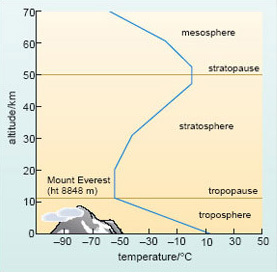 70
60
50
40
30
20
10
0
altitude/km
mesosphere
stratopause
stratosphere
Mount Everest
(ht 8848 m)
tropopause
troposphere
−90 −70 −50 −30 −10 10 30 50
temperature/°C